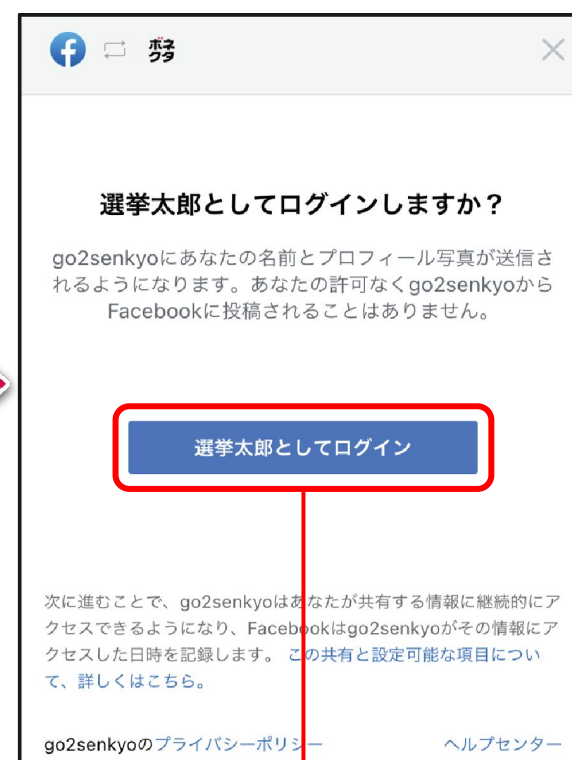 ボネ
クタ
選挙太郎としてログインしますか？
go2senkyoにあなたの名前とプロフィール写真が送信さ
れるようになります。あなたの許可なくgo2senkyoから
Facebookに投稿されることはありません。
選挙太郎としてログイン
次に進むことで、go2senkyoはあなたが共有する情報に継続的にア
クセスできるようになり、Facebookはgo2senkyoがその情報にア
クセスした日時を記録します。 この共有と設定可能な項目につい
て、詳しくはこちら。
go2senkyoのプライバシーポリシー ヘルプセンター